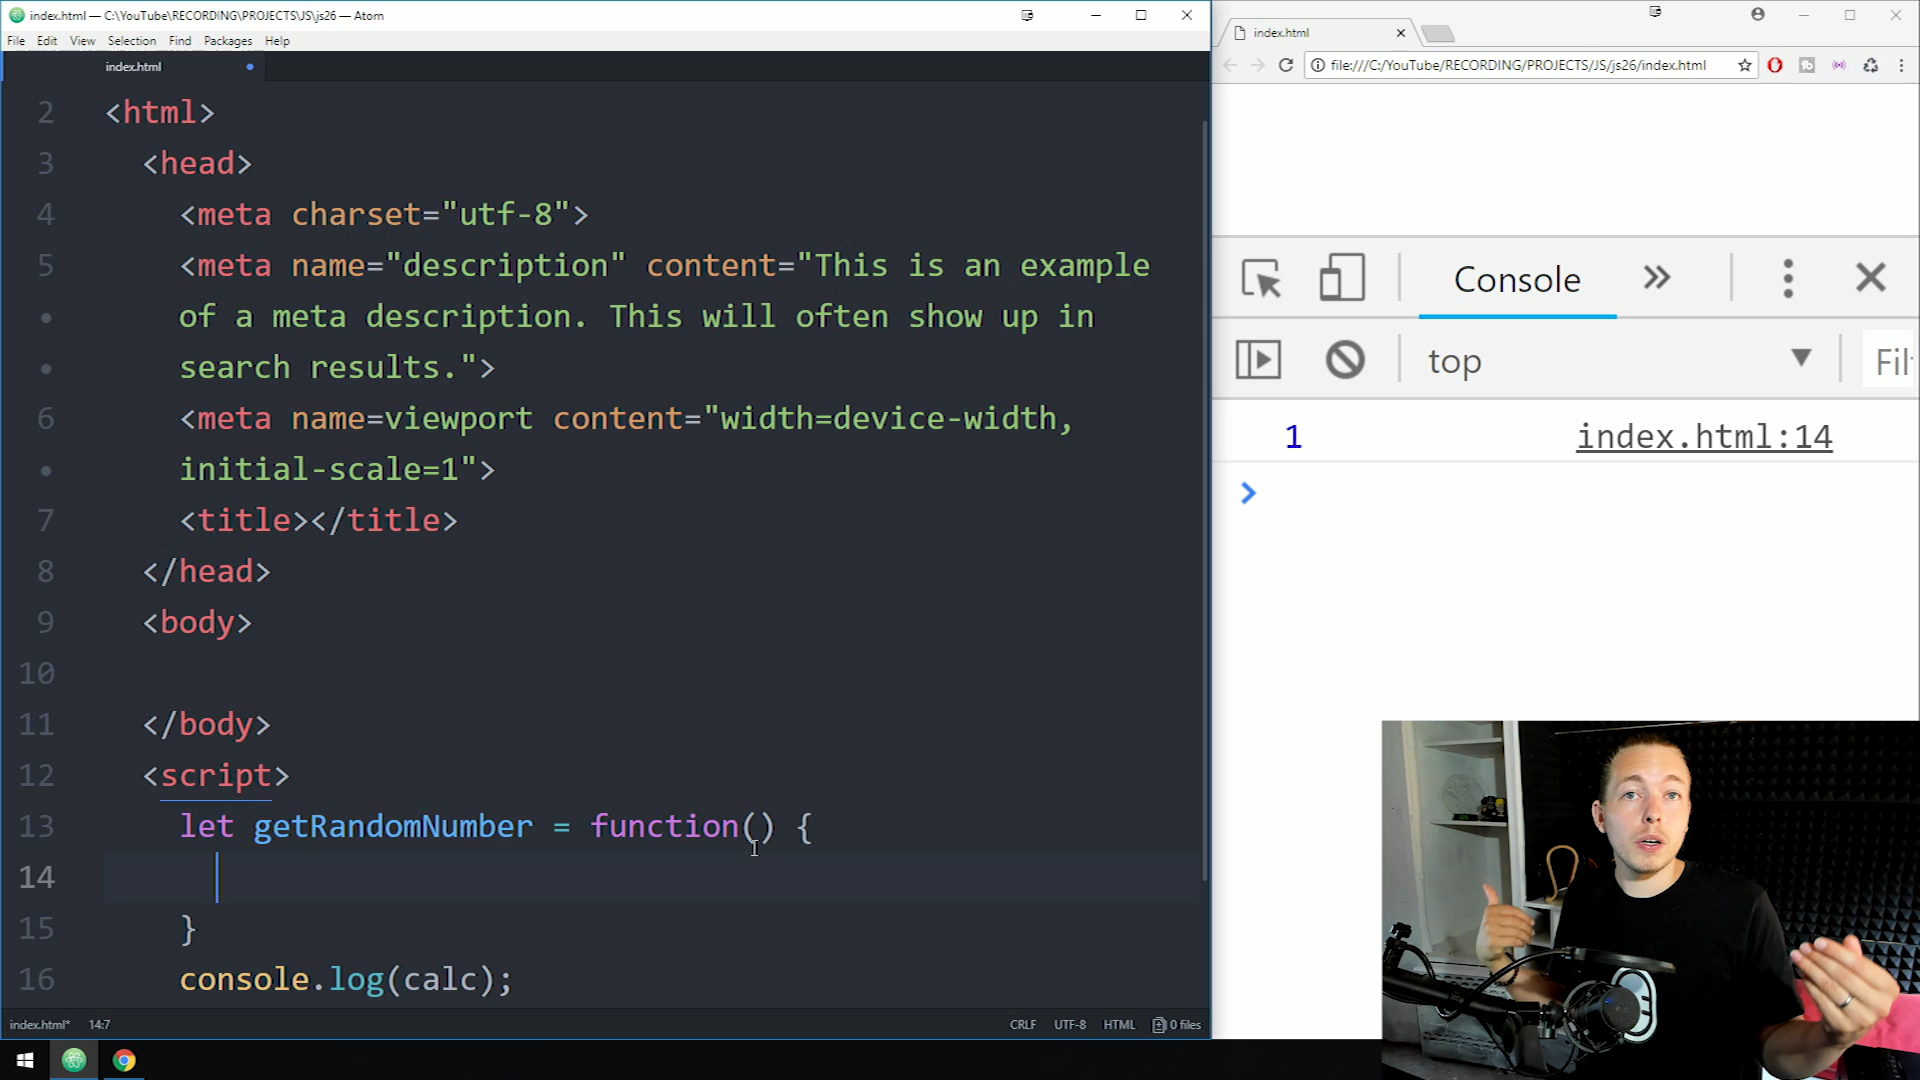 index.html — C:\YouTube\RECORDING\PROJECTS\JS\js26 — Atom
File Edit View Selection Find Packages Help
index.html
2 <html>
3 <head>
4 <meta charset="utf-8">
5 <meta name="description" content="This is an example
• of a meta description. This will often show up in
• search results.">
6 <meta name=viewport content="width=device-width,
• initial-scale=1">
7 <title></title>
8 </head>
9 <body>
10
11 </body>
12 <script>
13 let getRandomNumber = function() {
14
15 }
16 console.log(calc);
index.html* 14:7 CRLF UTF-8 HTML 0 files
index.html
file:///C:/YouTube/RECORDING/PROJECTS/JS/js26/index.html
Console
top Fil
1 index.html:14